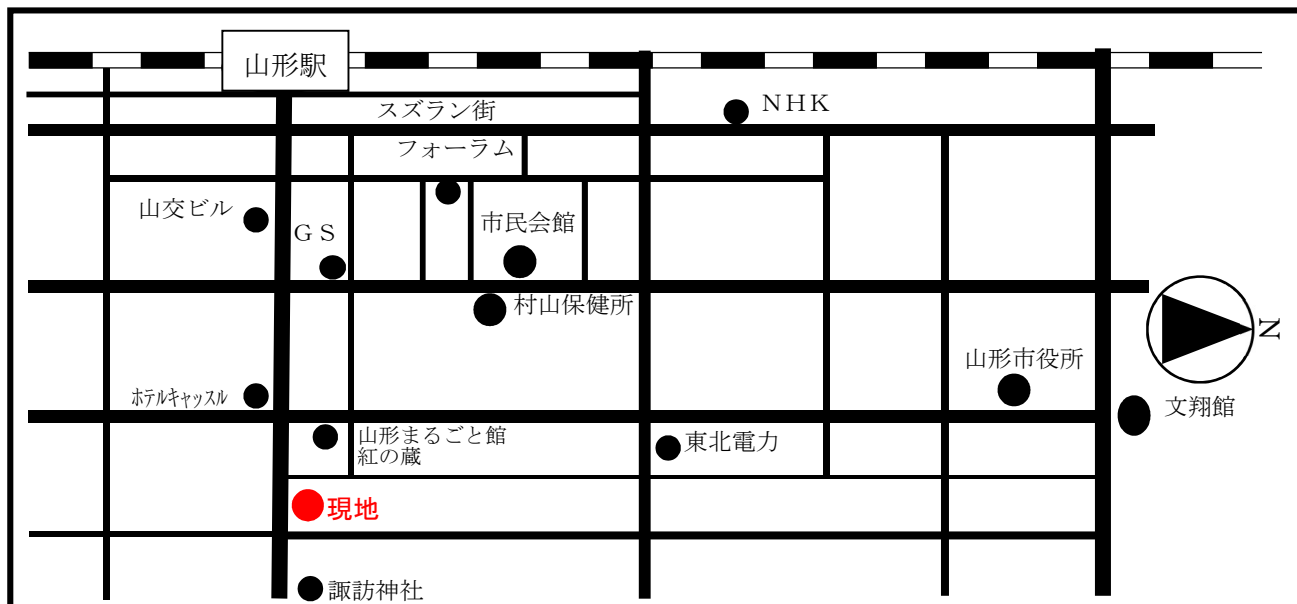 山形駅
スズラン街
NHK
フォーラム
山交ビル
GS
市民会館
村山保健所
N
山形市役所
ホテルキャッスル
文翔館
山形まるごと館
紅の蔵
東北電力
現地
諏訪神社